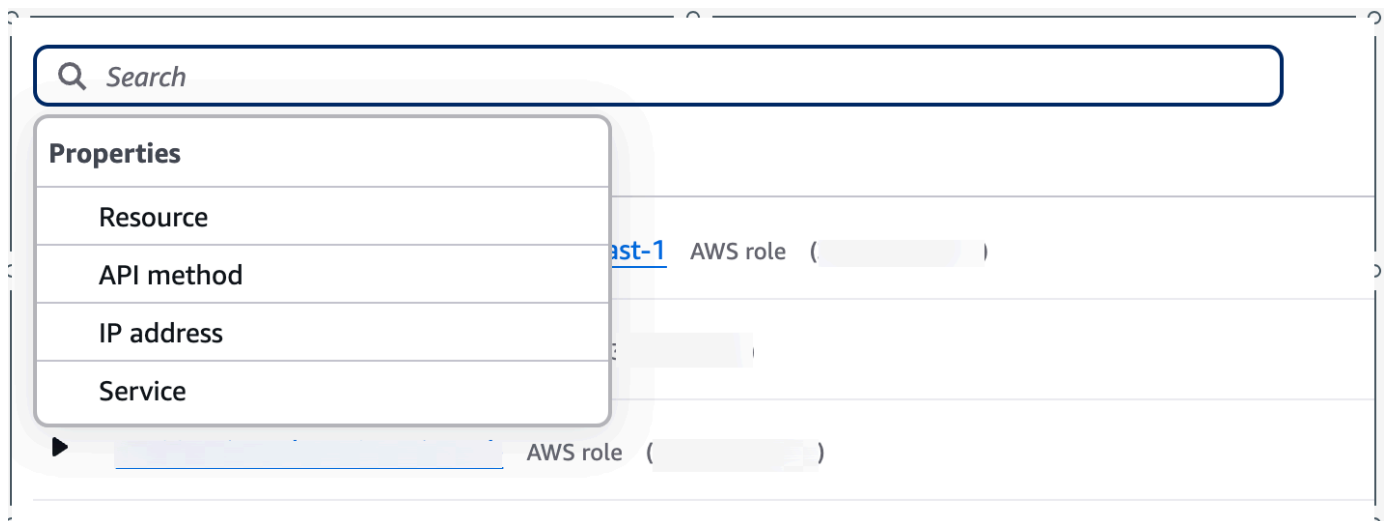 Search
Properties
Resource
ast-1 AWS role ( )
API method
IP address
Service
AWS role ( )